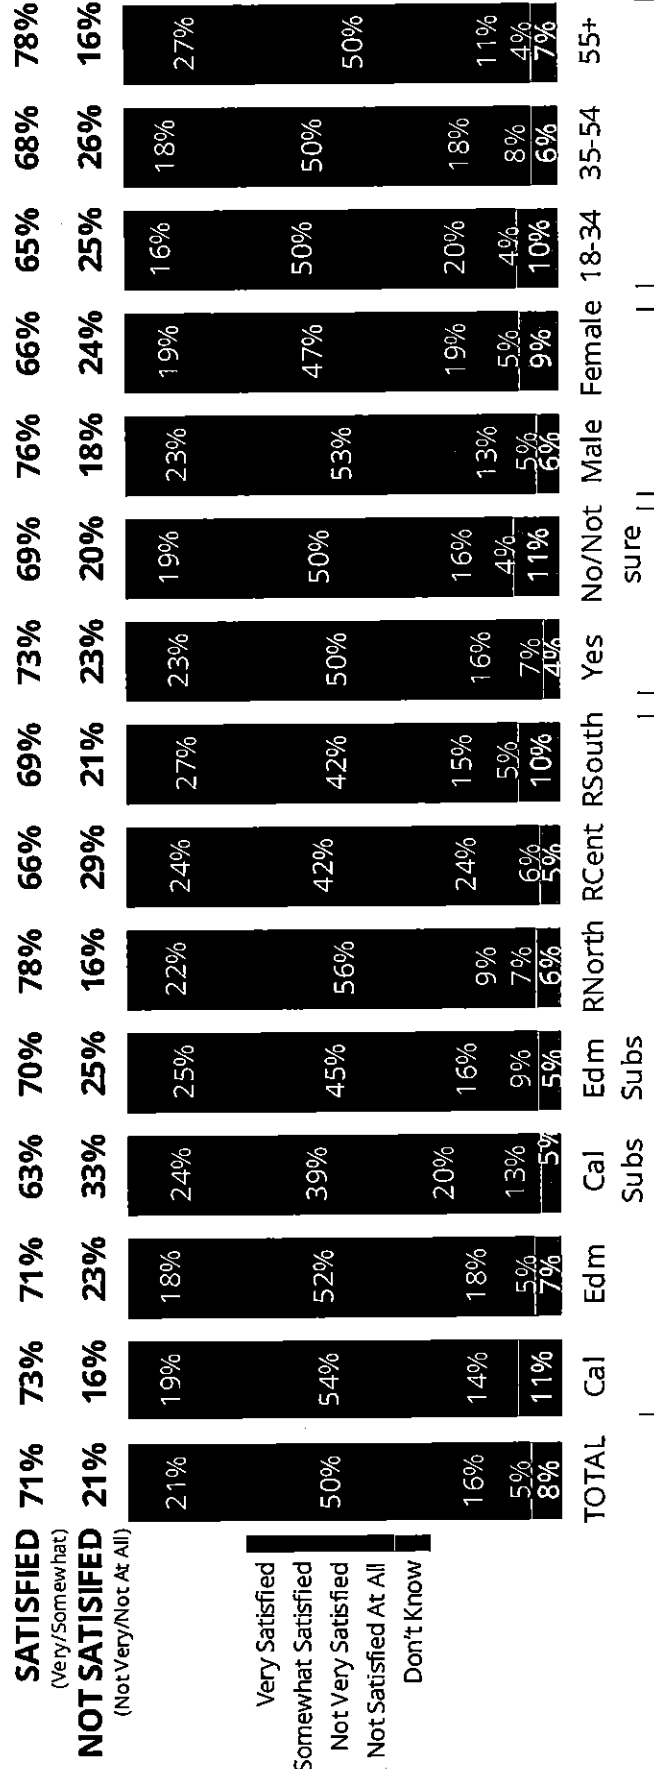 SATISFIED 71% 73% 71% 63% 70% 78% 66% 69% 73% 69% 76% 66% 65% 68% 78%
(Very/Somewhat)
NOT SATISIFED 21% 16% 23% 33% 25% 16% 29% 21% 23% 20% 18% 24% 25% 26% 16%
(Not Very/Not At All)
21% 19% 18% 24% 25% 22% 24% 27% 23% 19% 23% 19% 16% 18% 27%
Very Satisfied
Somewhat Satisfied
50% 54% 52% 39% 45% 56% 42% 42% 50% 50% 53% 47% 50% 50% 50%
Not Very Satisfied
Not Satisfied At All
Don't Know
16% 14% 18% 20% 16% 9% 24% 15% 16% 16% 13% 19% 20% 18% 11%
5% 5% 13% 9% 7% 6% 5% 7% 4% 5% 5% 4% 8% 4%
8% 11% 7% 5% 5% 6% 5% 10% 4% 11% 6% 9% 10% 6% 7%
TOTAL Cal Edm Cal Edm RNorth RCent RSouth Yes No/Not Male Female 18-34 35-54 55+
Subs Subs sure